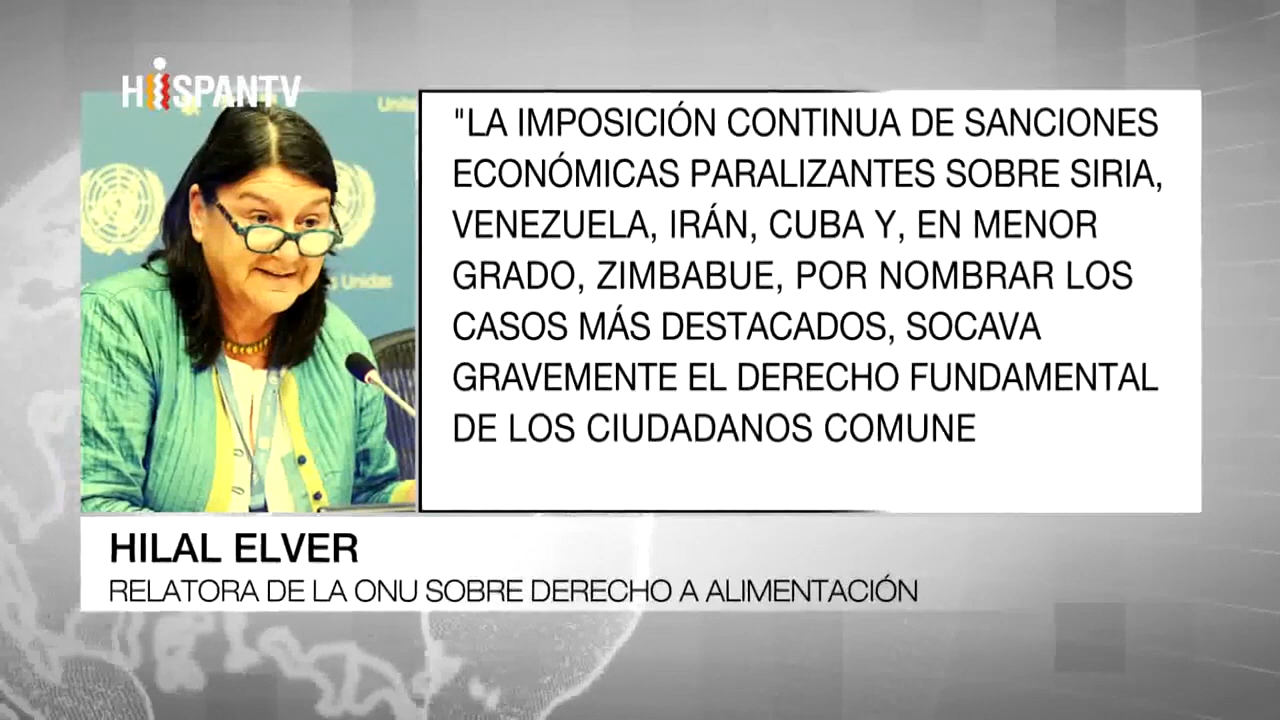 HISPANTV
Unidas
s Unidas
"LA IMPOSICIÓN CONTINUA DE SANCIONES
ECONÓMICAS PARALIZANTES SOBRE SIRIA,
VENEZUELA, IRÁN, CUBA Y, EN MENOR
GRADO, ZIMBABUE, POR NOMBRAR LOS
CASOS MÁS DESTACADOS, SOCAVA
GRAVEMENTE EL DERECHO FUNDAMENTAL
DE LOS CIUDADANOS COMUNE
HILAL ELVER
RELATORA DE LA ONU SOBRE DERECHO A ALIMENTACIÓN